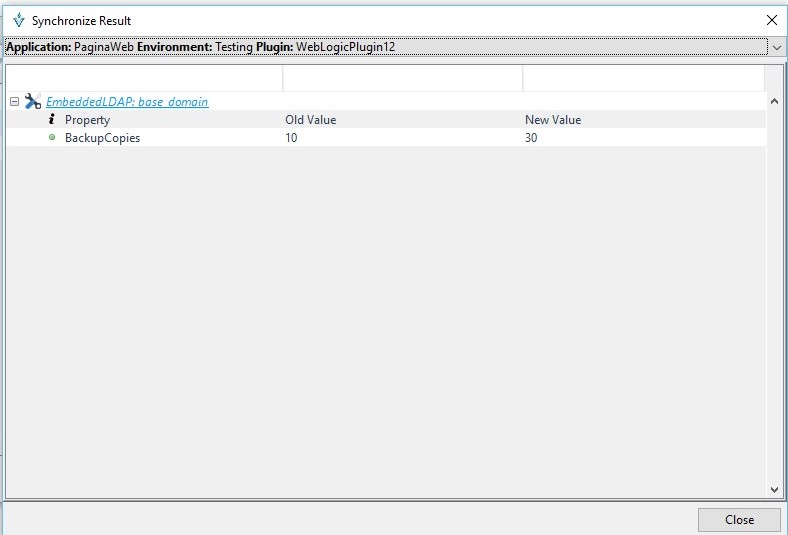 Synchronize Result
Application: PaginaWeb Environment: Testing Plugin: WebLogicPlugin12
EmbeddedLDAP: base_domain
Property Old Value New Value
BackupCopies 10 30
Close